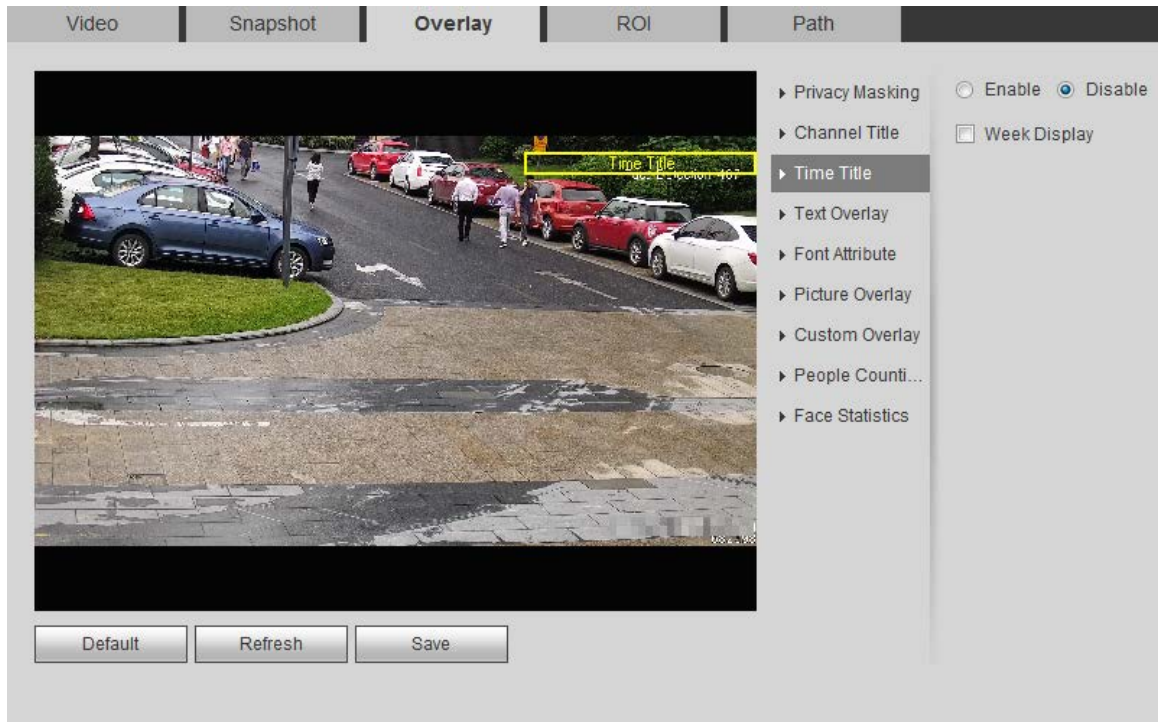 Video
Snapshot
Overlay
ROI
Path
Privacy Masking
Enable
Disable
Channel Title
Week Display
Time Title
Time Title
Text Overlay
Font Attribute
Picture Overlay
Custom Overlay
People Counti...
Face Statistics
Default
Refresh
Save